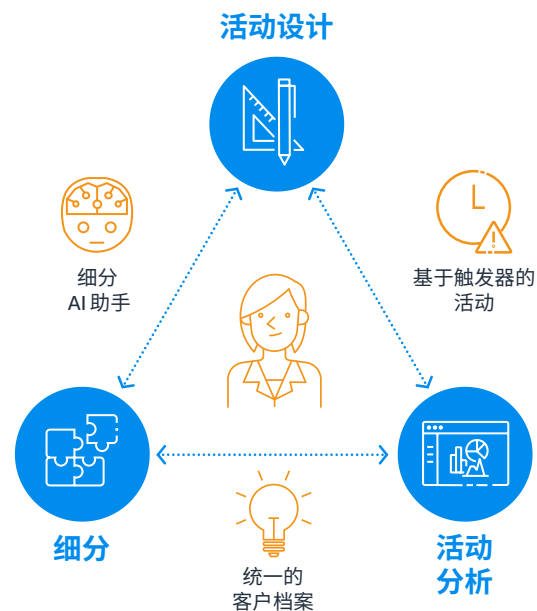 活动设计
细分
AI 助手
基于触发器的
活动
细分
统一的
客户档案
活动
分析